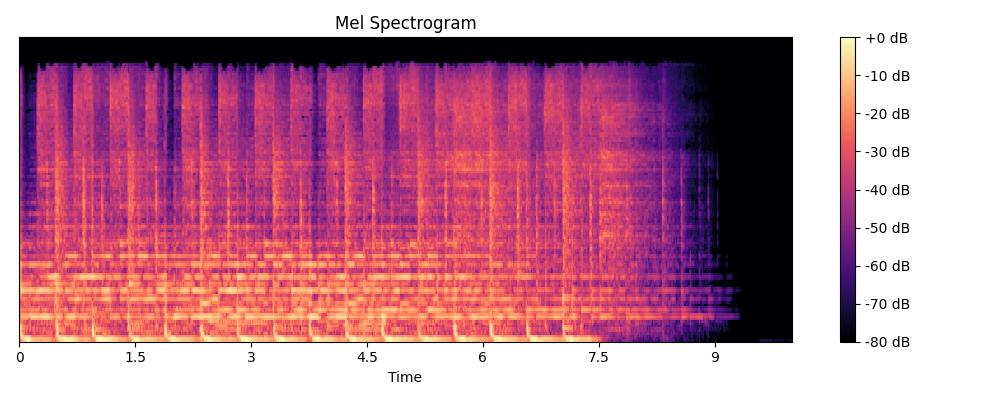 Mel Spectrogram
+0 dB
-10 dB
-20 dB
-30 dB
-40 dB
-50 dB
-60 dB
-70 dB
-80 dB
0 1.5 3 4.5 6 7.5 9
Time